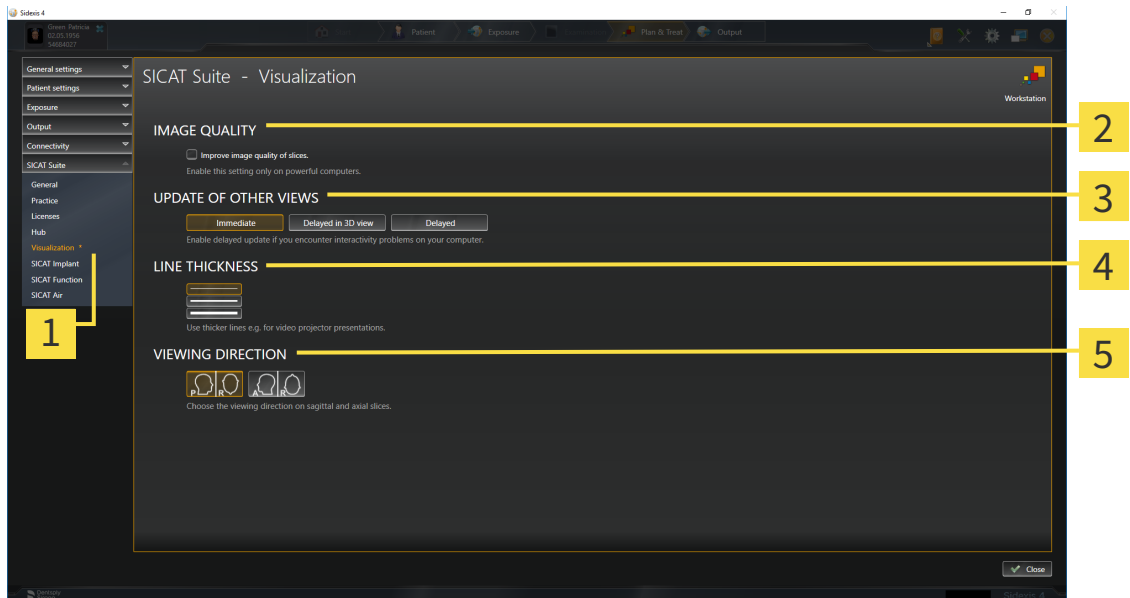 Sidexis 4
Green Patricia
02.05.1956
54684027
Patient
Exposure
Plan & Treat
Output
General settings
Patient settings
Exposure
Output
Connectivity
SICAT Suite
General
Practice
Licenses
Hub
Visualization *
SICAT Implant
SICAT Function
SICAT Air
SICAT Suite - Visualization
Workstation
IMAGE QUALITY
Improve image quality of slices.
Enable this setting only on powerful computers.
UPDATE OF OTHER VIEWS
Immediate Delayed in 3D view Delayed
Enable delayed update if you encounter interactivity problems on your computer.
LINE THICKNESS
Use thicker lines e.g. for video projector presentations.
VIEWING DIRECTION
P R A R
Choose the viewing direction on sagittal and axial slices.
Close
Dentsply
Sidexis 4
1
2
3
4
5